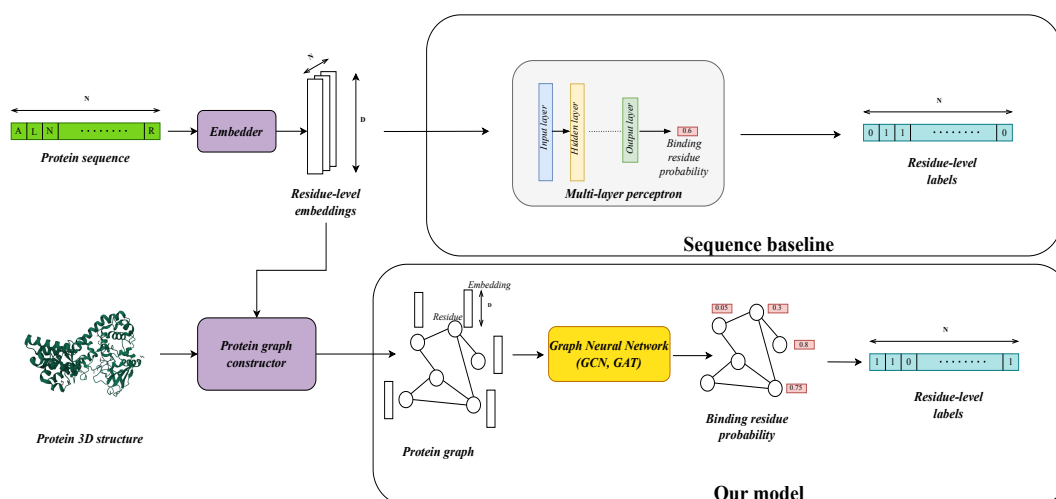 N
A L N ········ R
Protein sequence
Embedder
N
D
Residue-level
embeddings
Input layer
Hidden layer
Output layer
0.6
Binding
residue
probability
Multi-layer perceptron
N
0 1 1 ········ 0
Residue-level
labels
Sequence baseline
Protein 3D structure
Protein graph
constructor
Embedding
D
Residue
Protein graph
Graph Neural Network
(GCN, GAT)
0.05
0.3
0.8
0.75
Binding residue
probability
N
1 1 0 ········ 1
Residue-level
labels
Our model